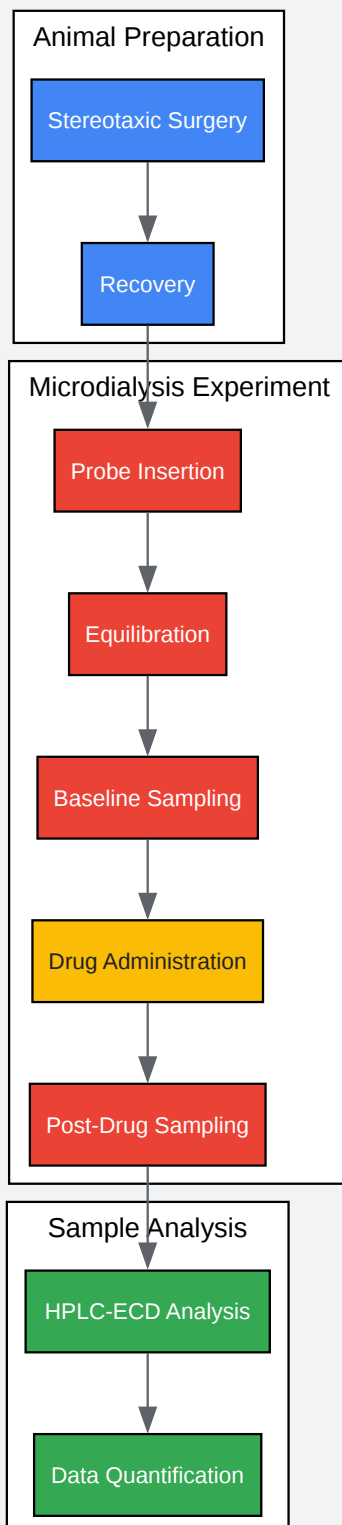 Animal Preparation
Stereotaxic Surgery
Recovery
Microdialysis Experiment
Probe Insertion
Equilibration
Baseline Sampling
Drug Administration
Post-Drug Sampling
Sample Analysis
HPLC-ECD Analysis
Data Quantification